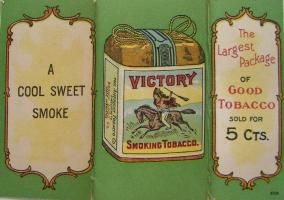 A
COOL SWEET
SMOKE
VICTORY
SMOKING TOBACCO.
The
Largest Package
OF
GOOD
TOBACCO
SOLD FOR
5 CTS.